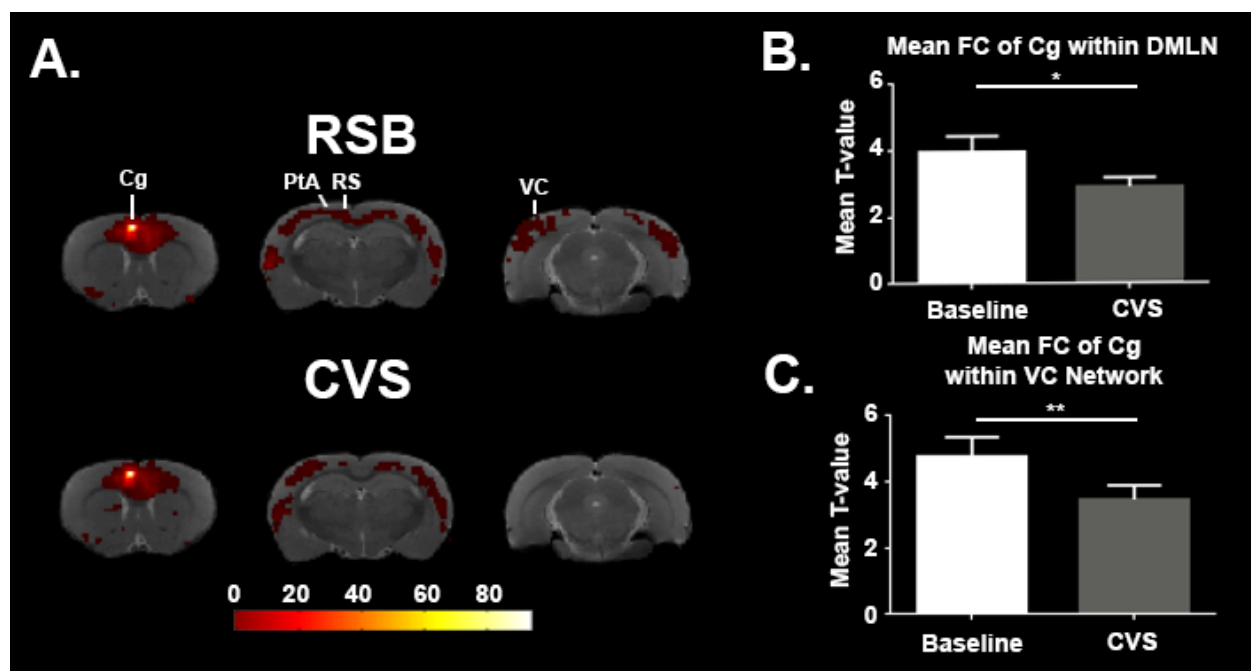 A.
RSB
Cg
PtA RS
VC
CVS
0 20 40 60 80
B.
Mean FC of Cg within DMLN
6
*
4
2
0
Mean T-value
Baseline CVS
C.
Mean FC of Cg
within VC Network
6
**
4
2
0
Mean T-value
Baseline CVS